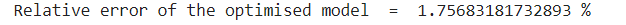 Relative error of the optimised model  =  1.75683181732893 %